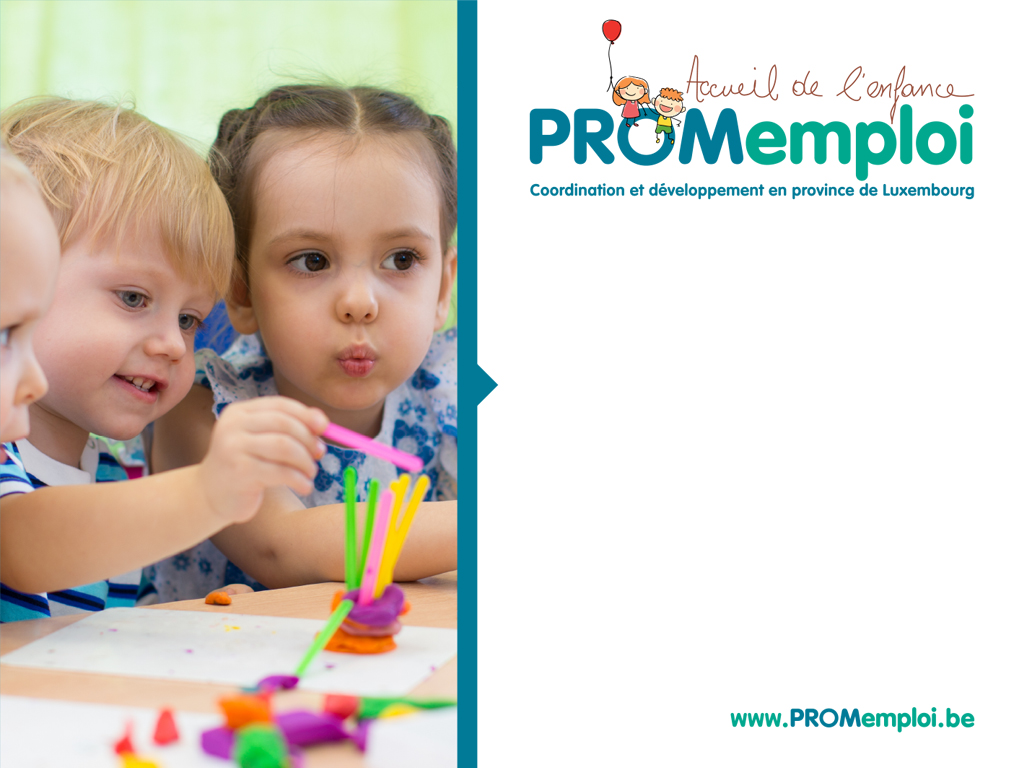 Accueil de l'enfance
PROMemploi
Coordination et développement en province de Luxembourg
www.PROMemploi.be